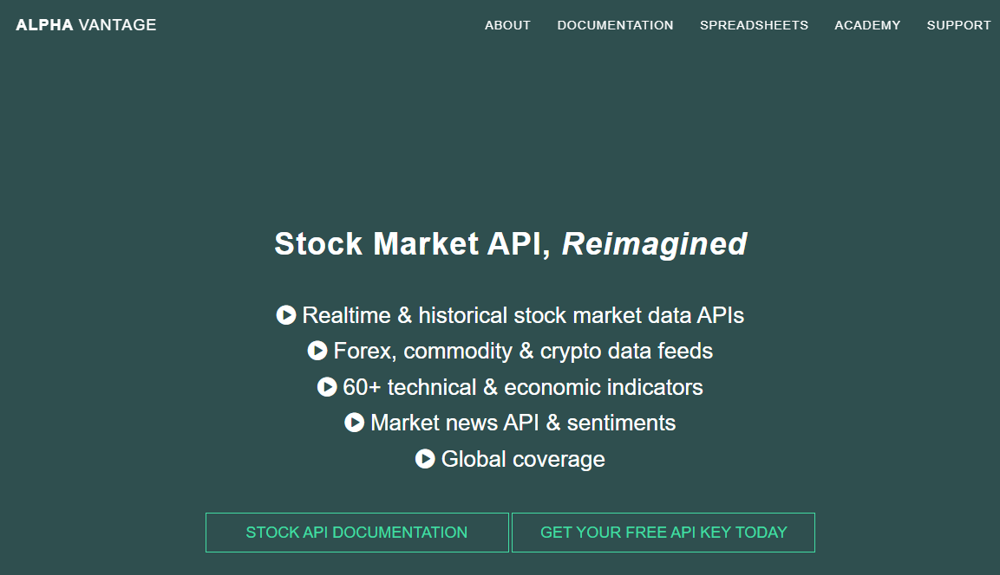 ALPHA VANTAGE
ABOUT DOCUMENTATION SPREADSHEETS ACADEMY SUPPORT
Stock Market API, Reimagined
Realtime & historical stock market data APIs
Forex, commodity & crypto data feeds
60+ technical & economic indicators
Market news API & sentiments
Global coverage
STOCK API DOCUMENTATION
GET YOUR FREE API KEY TODAY